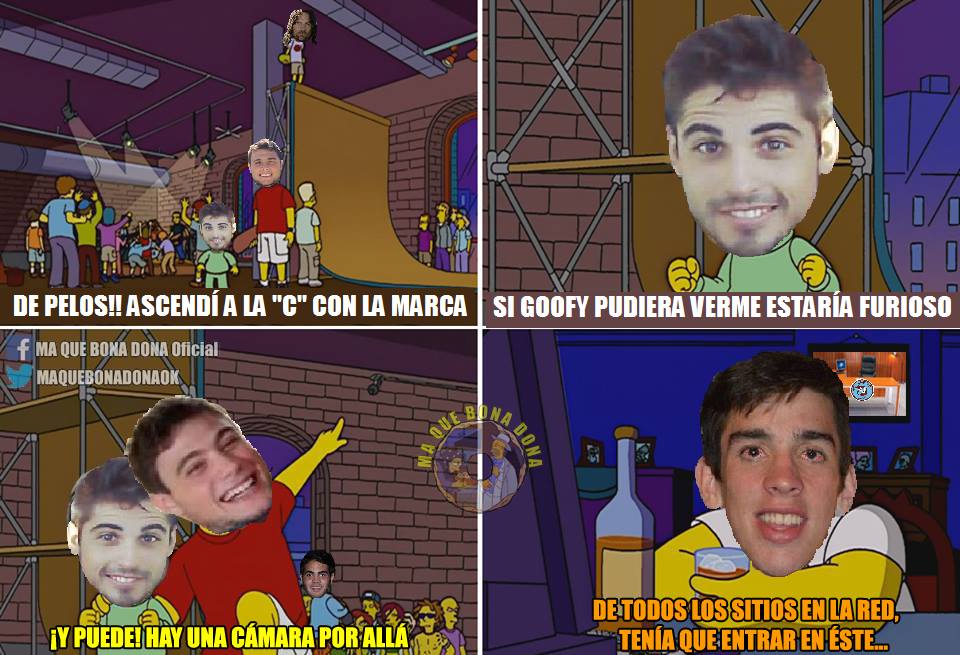 DE PELOS!! ASCENDÍ A LA "C" CON LA MARCA
SI GOOFY PUDIERA VERME ESTARÍA FURIOSO
f MA QUE BONA DONA Oficial
MAQUEBONADONAOK
MA QUE BONA DONA
¡Y PUEDE! HAY UNA CÁMARA POR ALLÁ
DE TODOS LOS SITIOS EN LA RED,
TENÍA QUE ENTRAR EN ÉSTE...